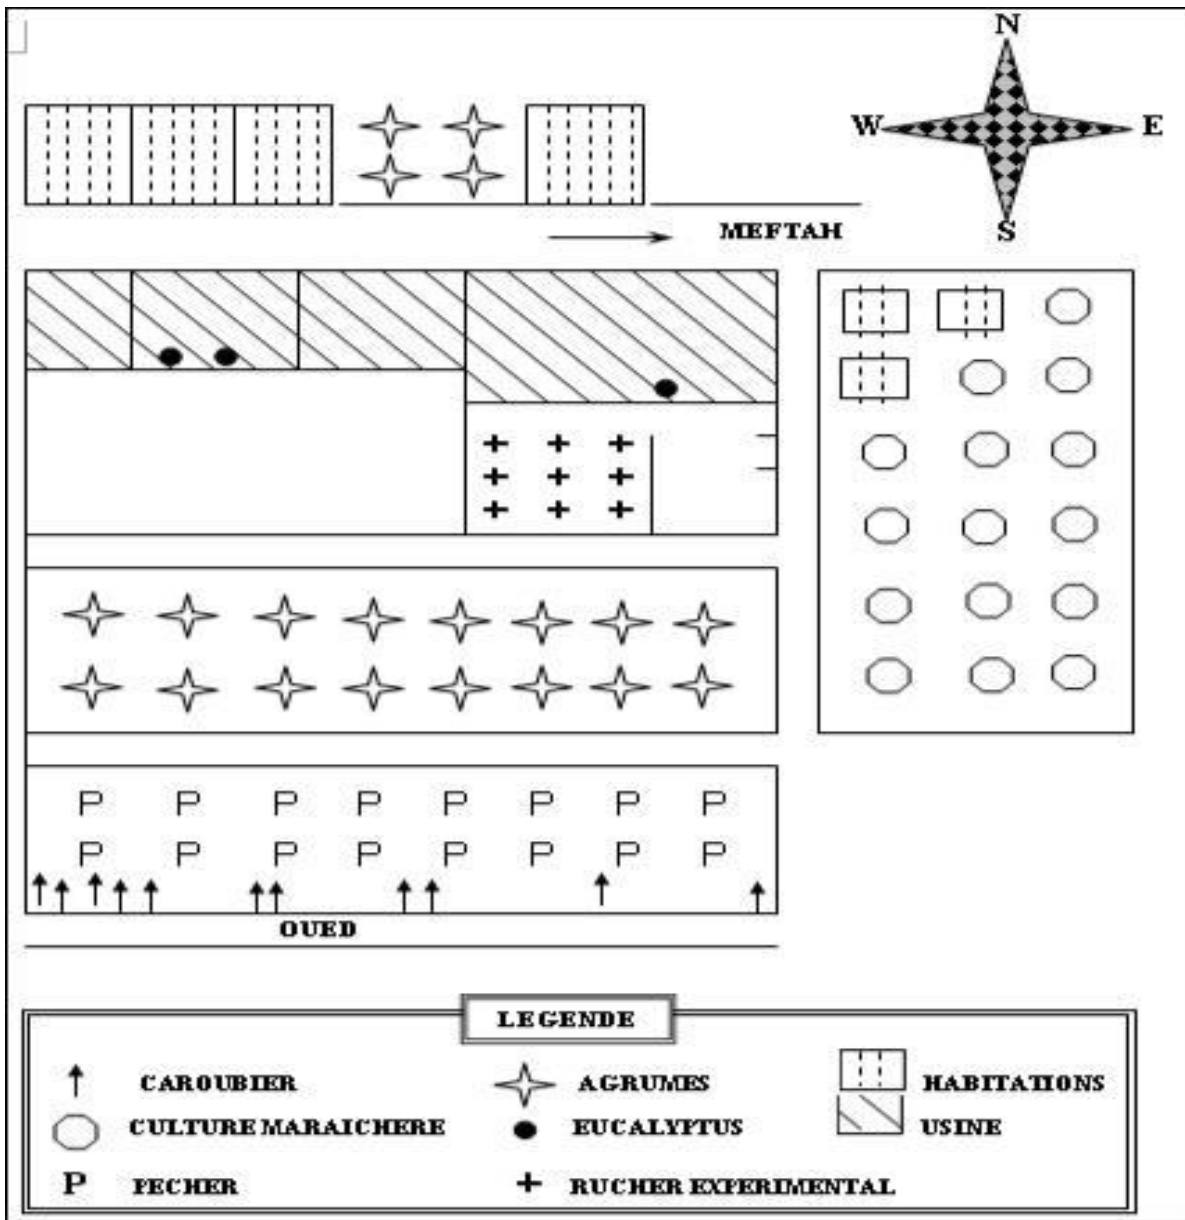 N
W E
S
MEFTAH
P P P P P P P P
P P P P P P P P
OUED
LEGENDE
CAROUBIER AGRUMES HABITATIONS
CULTURE MARAICHERE EUCALYPTUS USINE
P PECHER RUCHER EXPERIMENTAL